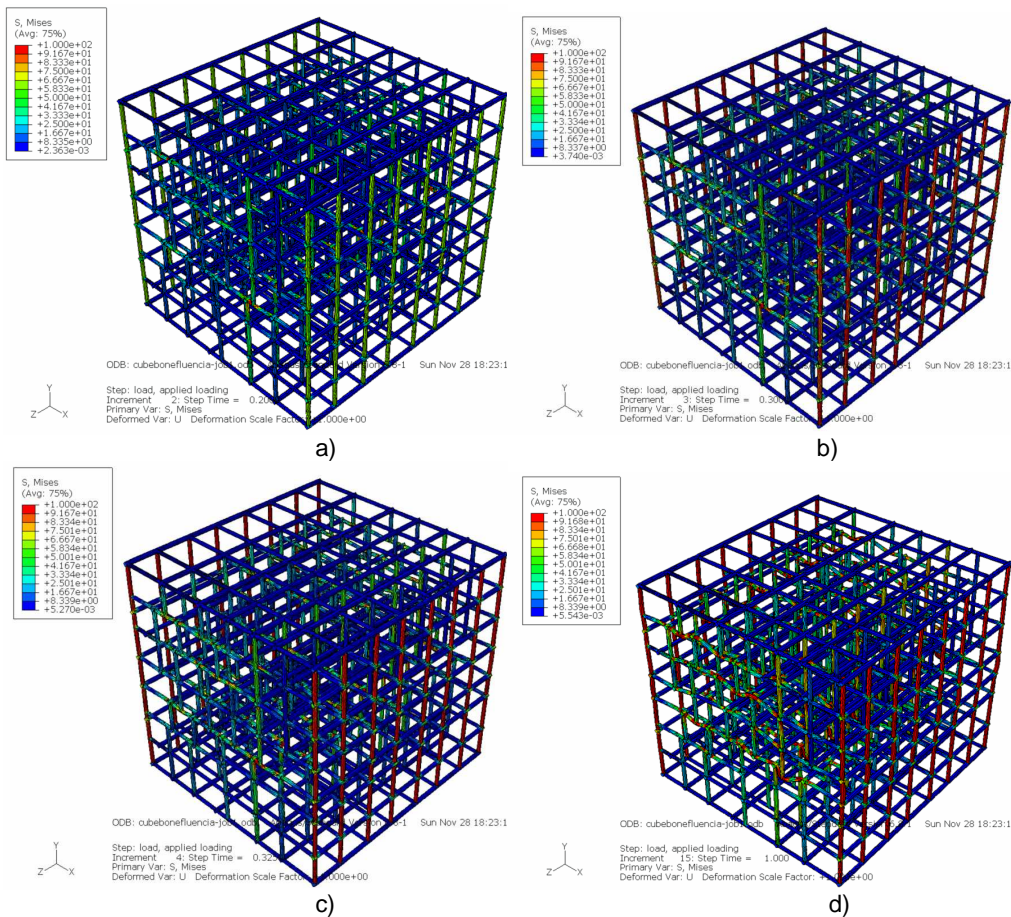 S, Mises
(Avg: 75%)
+1.000e+02
+9.167e+01
+8.333e+01
+7.500e+01
+6.667e+01
+5.833e+01
+5.000e+01
+4.167e+01
+3.333e+01
+2.500e+01
+1.667e+01
+8.335e+00
+2.363e-03
ODB: cubebonefluencia-job1.odb Sun Nov 28 18:23:1
Step: load, applied loading
Increment 2: Step Time = 0.200
Primary Var: S, Mises
Deformed Var: U Deformation Scale Factor: +1.000e+00
Y
Z
X
a)
S, Mises
(Avg: 75%)
+1.000e+02
+9.167e+01
+8.333e+01
+7.500e+01
+6.667e+01
+5.833e+01
+5.000e+01
+4.167e+01
+3.334e+01
+2.500e+01
+1.667e+01
+8.337e+00
+3.740e-03
ODB: cubebonefluencia-job1.odb Sun Nov 28 18:23:1
Step: load, applied loading
Increment 3: Step Time = 0.300
Primary Var: S, Mises
Deformed Var: U Deformation Scale Factor: +1.000e+00
Y
Z
X
b)
S, Mises
(Avg: 75%)
+1.000e+02
+9.167e+01
+8.334e+01
+7.501e+01
+6.667e+01
+5.834e+01
+5.001e+01
+4.167e+01
+3.334e+01
+2.501e+01
+1.667e+01
+8.339e+00
+5.270e-03
ODB: cubebonefluencia-job1.odb Sun Nov 28 18:23:1
Step: load, applied loading
Increment 4: Step Time = 0.325
Primary Var: S, Mises
Deformed Var: U Deformation Scale Factor: +1.000e+00
Y
Z
X
c)
S, Mises
(Avg: 75%)
+1.000e+02
+9.168e+01
+8.334e+01
+7.501e+01
+6.668e+01
+5.834e+01
+5.001e+01
+4.167e+01
+3.334e+01
+2.501e+01
+1.667e+01
+8.339e+00
+5.543e-03
ODB: cubebonefluencia-job1.odb Sun Nov 28 18:23:1
Step: load, applied loading
Increment 15: Step Time = 1.000
Primary Var: S, Mises
Deformed Var: U Deformation Scale Factor: +1.000e+00
Y
Z
X
d)